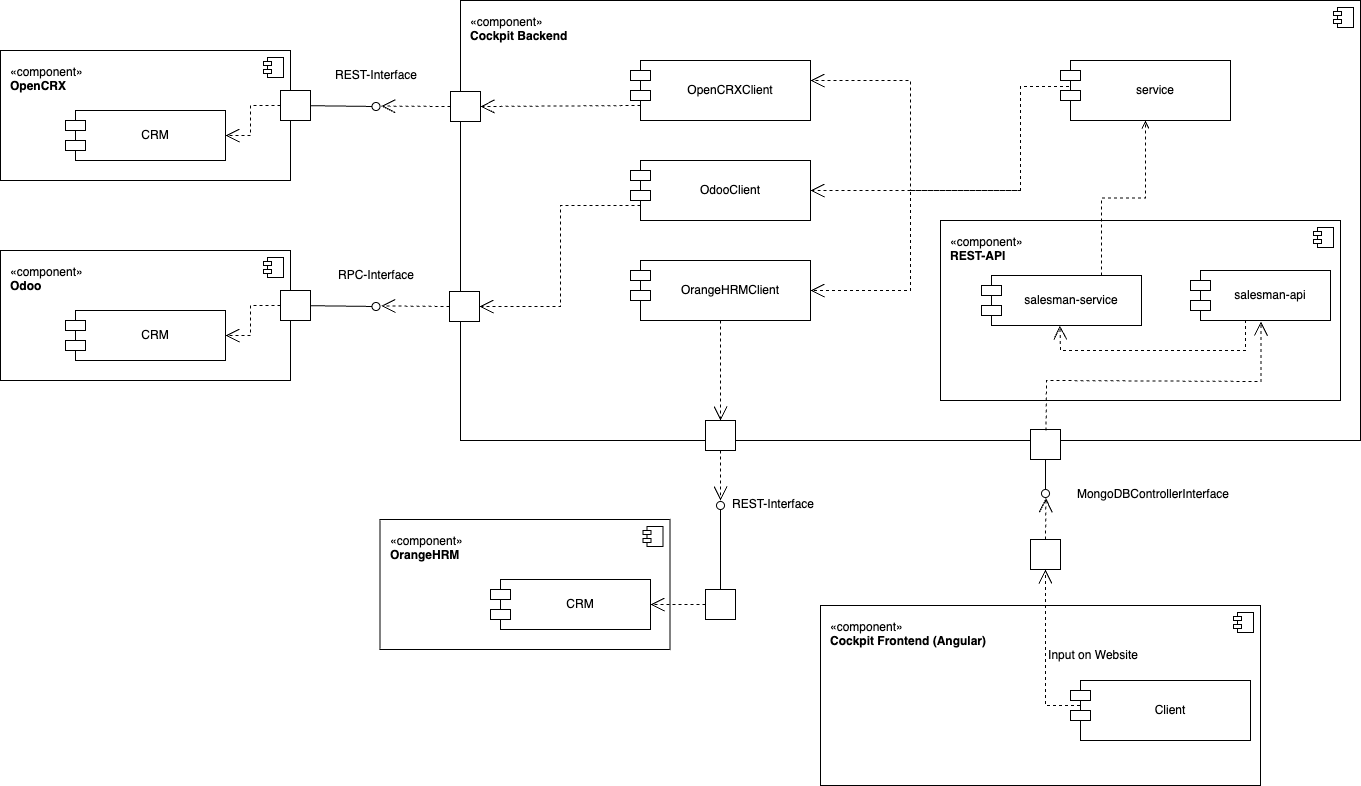 «component»
Cockpit Backend
«component»
OpenCRX
CRM
REST-Interface
OpenCRXClient
service
OdooClient
«component»
Odoo
CRM
RPC-Interface
OrangeHRMClient
«component»
REST-API
salesman-service
salesman-api
REST-Interface
MongoDBControllerInterface
«component»
OrangeHRM
CRM
«component»
Cockpit Frontend (Angular)
Input on Website
Client